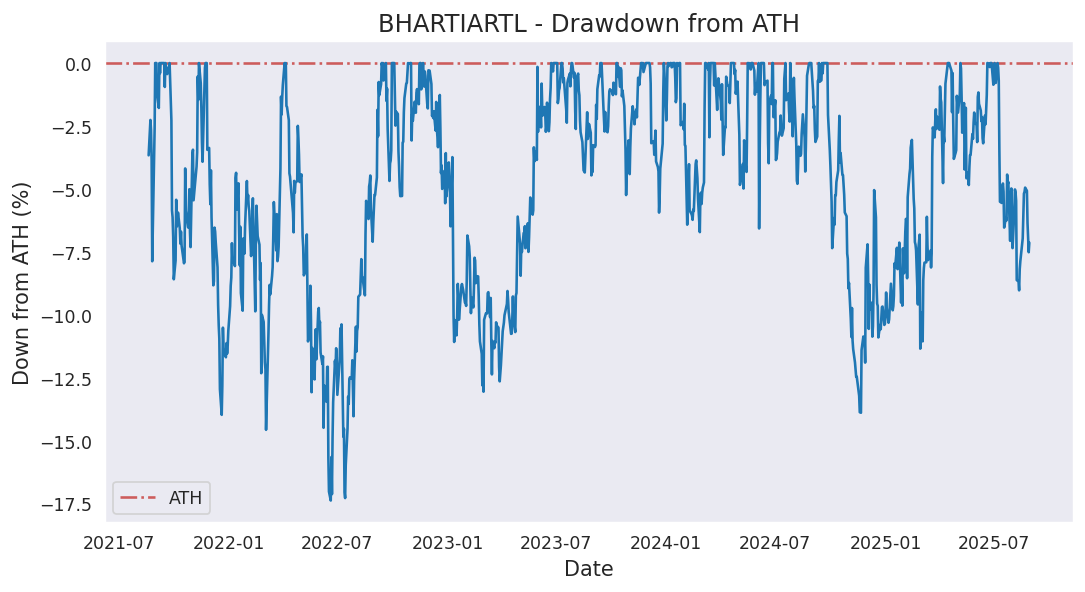 BHARTIARTL - Drawdown from ATH
Down from ATH (%)
0.0
−2.5
−5.0
−7.5
−10.0
−12.5
−15.0
−17.5
ATH
2021-07 2022-01 2022-07 2023-01 2023-07 2024-01 2024-07 2025-01 2025-07
Date